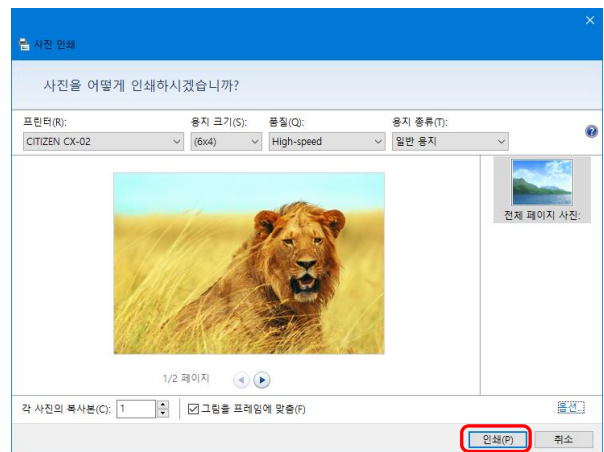 사진 인쇄
사진을 어떻게 인쇄하시겠습니까?
프린터(R): 용지 크기(S): 품질(Q): 용지 종류(T):
CITIZEN CX-02 (6x4) High-speed 일반 용지
전체 페이지 사진:
1/2 페이지
각 사진의 복사본(C): 1 그림을 프레임에 맞춤(F) 옵션...
인쇄(P) 취소